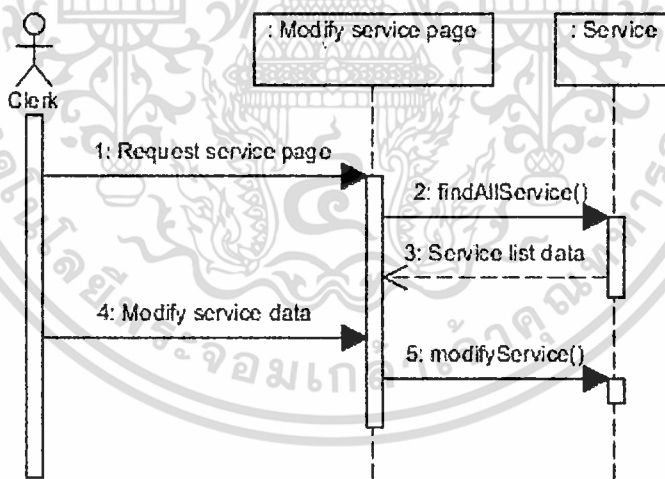 : Modify service page
: Service
Clerk
1: Request service page
2: findAllService()
3: Service list data
4: Modify service data
5: modifyService()